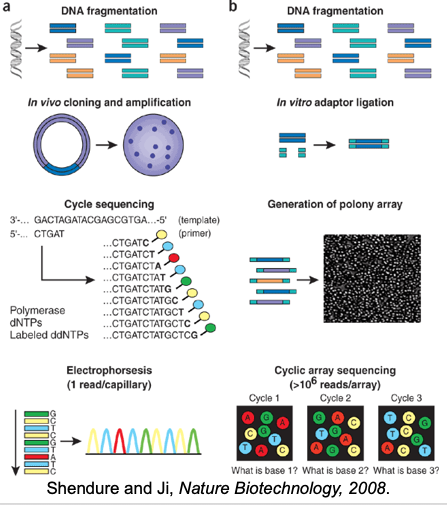 a
DNA fragmentation
In vivo cloning and amplification
Cycle sequencing
3'-... GACTAGATACGAGCGTGA...-5' (template)
5'-... CTGAT (primer)
...CTGATC
...CTGATCT
...CTGATCTA
...CTGATCTAT
...CTGATCTATG
...CTGATCTATGC
...CTGATCTATGCT
...CTGATCTATGCTC
...CTGATCTATGCTCG
Polymerase
dNTPs
Labeled ddNTPs
Electrophorsesis
(1 read/capillary)
G
C
T
C
G
T
A
T
C
b
DNA fragmentation
In vitro adaptor ligation
Generation of polony array
Cyclic array sequencing
(>10⁶ reads/array)
Cycle 1 Cycle 2 Cycle 3
What is base 1? What is base 2? What is base 3?
Shendure and Ji, Nature Biotechnology, 2008.